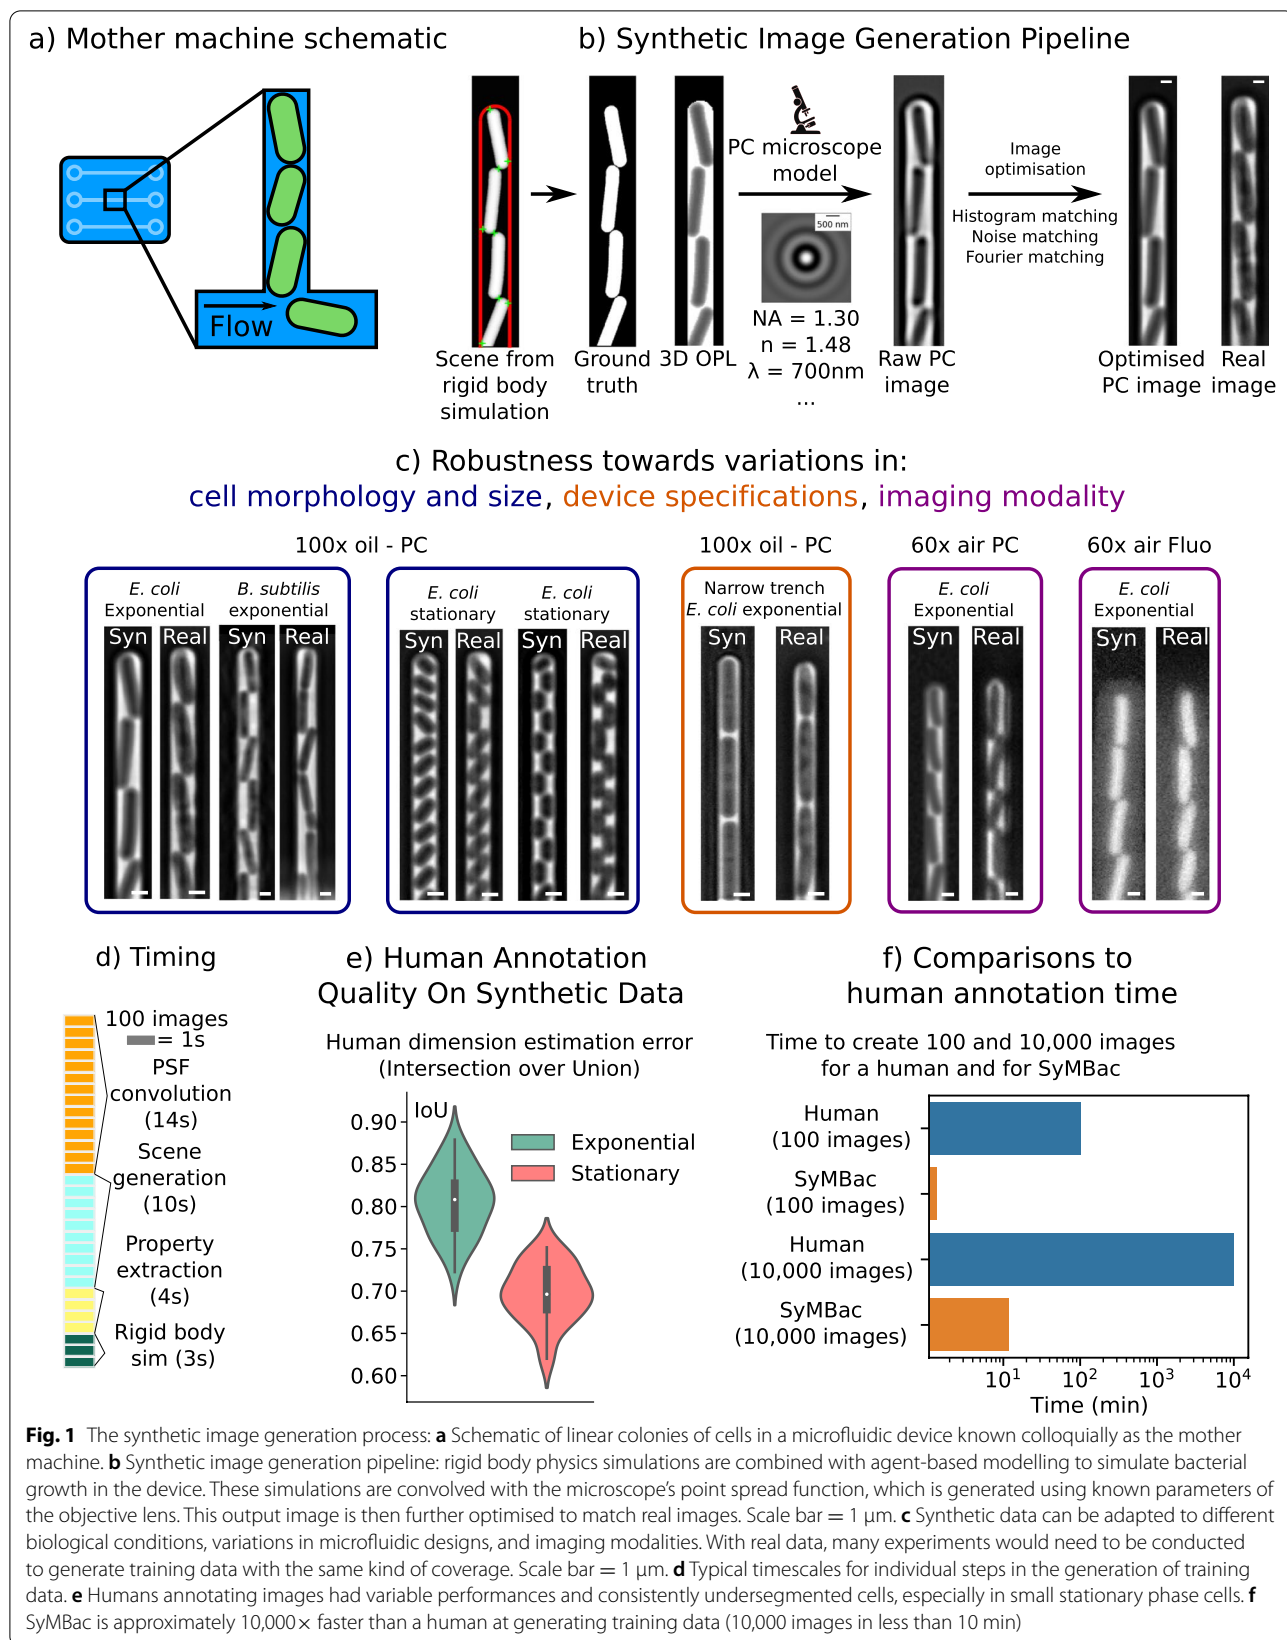 a) Mother machine schematic
Flow
b) Synthetic Image Generation Pipeline
Scene from
rigid body
simulation
Ground
truth
3D OPL
PC microscope
model
500 nm
NA = 1.30
n = 1.48
λ = 700nm
...
Raw PC
image
Image
optimisation
Histogram matching
Noise matching
Fourier matching
Optimised
PC image
Real
image
c) Robustness towards variations in:
cell morphology and size, device specifications, imaging modality
100x oil - PC
E. coli
Exponential
Syn Real
B. subtilis
exponential
Syn Real
E. coli
stationary
Syn Real
E. coli
stationary
Syn Real
100x oil - PC
Narrow trench
E. coli exponential
Syn Real
60x air PC
E. coli
Exponential
Syn Real
60x air Fluo
E. coli
Exponential
Syn Real
d) Timing
100 images
= 1s
PSF
convolution
(14s)
Scene
generation
(10s)
Property
extraction
(4s)
Rigid body
sim (3s)
e) Human Annotation
Quality On Synthetic Data
Human dimension estimation error
(Intersection over Union)
IoU
0.90
0.85
0.80
0.75
0.70
0.65
0.60
Exponential
Stationary
f) Comparisons to
human annotation time
Time to create 100 and 10,000 images
for a human and for SyMBac
Human
(100 images)
SyMBac
(100 images)
Human
(10,000 images)
SyMBac
(10,000 images)
10¹ 10² 10³ 10⁴
Time (min)
Fig. 1 The synthetic image generation process: a Schematic of linear colonies of cells in a microfluidic device known colloquially as the mother
machine. b Synthetic image generation pipeline: rigid body physics simulations are combined with agent-based modelling to simulate bacterial
growth in the device. These simulations are convolved with the microscope's point spread function, which is generated using known parameters of
the objective lens. This output image is then further optimised to match real images. Scale bar = 1 µm. c Synthetic data can be adapted to different
biological conditions, variations in microfluidic designs, and imaging modalities. With real data, many experiments would need to be conducted
to generate training data with the same kind of coverage. Scale bar = 1 µm. d Typical timescales for individual steps in the generation of training
data. e Humans annotating images had variable performances and consistently undersegmented cells, especially in small stationary phase cells. f
SyMBac is approximately 10,000× faster than a human at generating training data (10,000 images in less than 10 min)